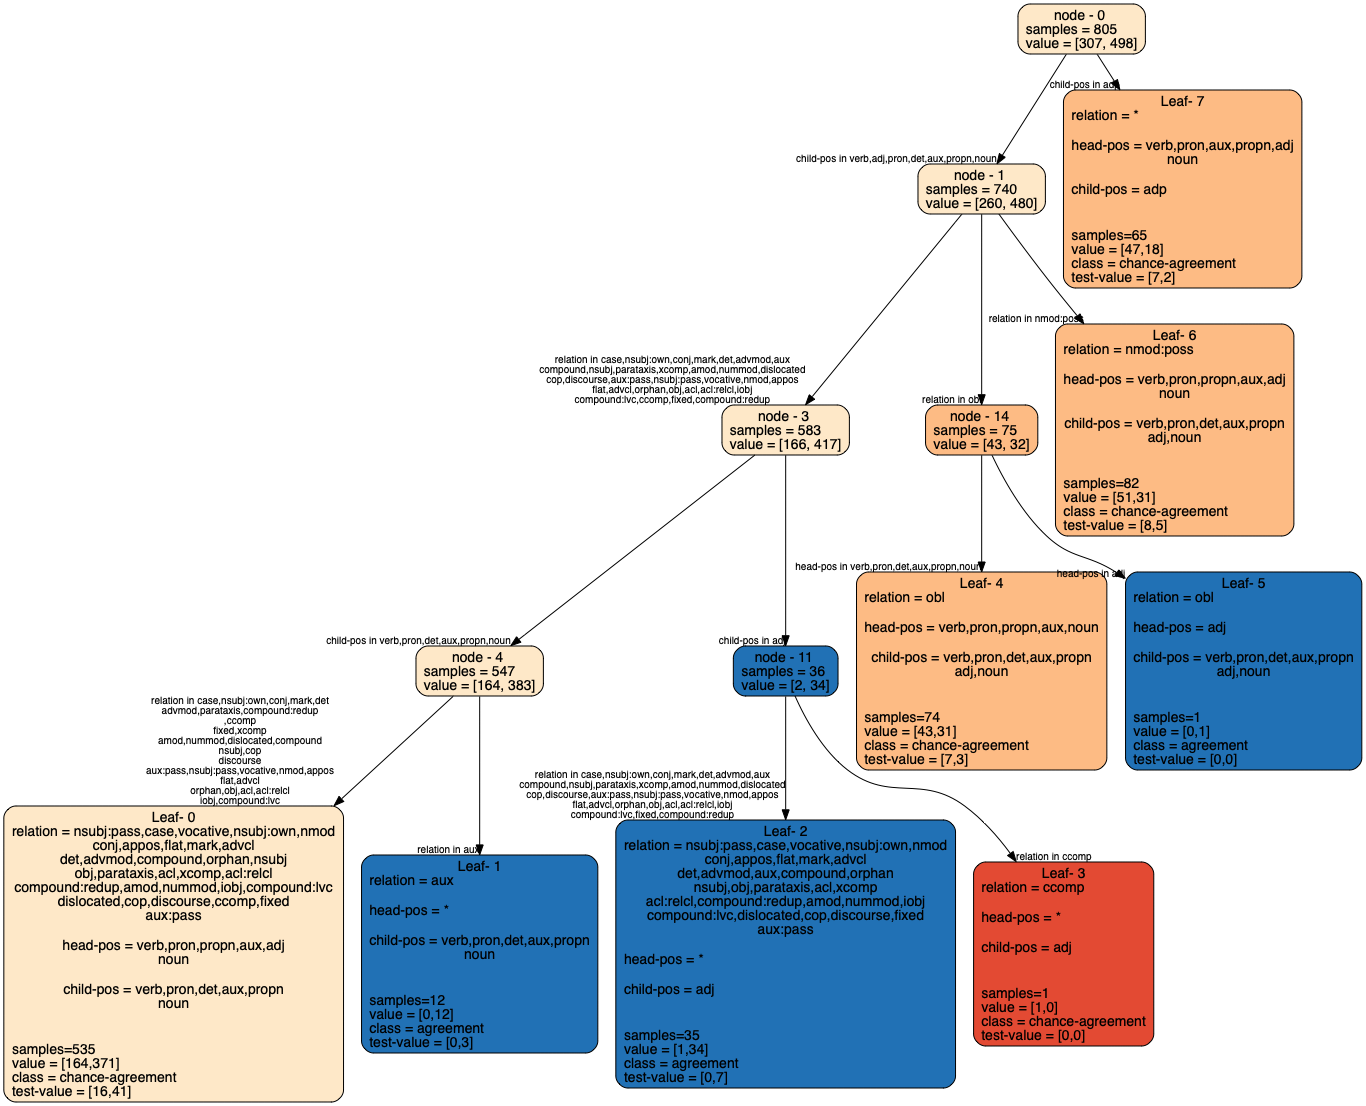 node - 0
samples = 805
value = [307, 498]
child-pos in adp
Leaf- 7
relation = *
head-pos = verb,pron,aux,propn,adj
noun
child-pos = adp
samples=65
value = [47,18]
class = chance-agreement
test-value = [7,2]
child-pos in verb,adj,pron,det,aux,propn,noun
node - 1
samples = 740
value = [260, 480]
relation in nmod:poss
Leaf- 6
relation = nmod:poss
head-pos = verb,pron,propn,aux,adj
noun
child-pos = verb,pron,det,aux,propn
adj,noun
samples=82
value = [51,31]
class = chance-agreement
test-value = [8,5]
relation in case,nsubj:own,conj,mark,det,advmod,aux
compound,nsubj,parataxis,xcomp,amod,nummod,dislocated
cop,discourse,aux:pass,nsubj:pass,vocative,nmod,appos
flat,advcl,orphan,obj,acl,acl:relcl,iobj
compound:lvc,ccomp,fixed,compound:redup
node - 3
samples = 583
value = [166, 417]
relation in obl
node - 14
samples = 75
value = [43, 32]
head-pos in verb,pron,det,aux,propn,noun
Leaf- 4
relation = obl
head-pos = verb,pron,propn,aux,noun
child-pos = verb,pron,det,aux,propn
adj,noun
samples=74
value = [43,31]
class = chance-agreement
test-value = [7,3]
head-pos in adj
Leaf- 5
relation = obl
head-pos = adj
child-pos = verb,pron,det,aux,propn
adj,noun
samples=1
value = [0,1]
class = agreement
test-value = [0,0]
child-pos in verb,pron,det,aux,propn,noun
node - 4
samples = 547
value = [164, 383]
child-pos in adj
node - 11
samples = 36
value = [2, 34]
relation in case,nsubj:own,conj,mark,det
advmod,parataxis,compound:redup
,ccomp
fixed,xcomp
amod,nummod,dislocated,compound
nsubj,cop
discourse
aux:pass,nsubj:pass,vocative,nmod,appos
flat,advcl
orphan,obj,acl,acl:relcl
iobj,compound:lvc
Leaf- 0
relation = nsubj:pass,case,vocative,nsubj:own,nmod
conj,appos,flat,mark,advcl
det,advmod,compound,orphan,nsubj
obj,parataxis,acl,xcomp,acl:relcl
compound:redup,amod,nummod,iobj,compound:lvc
dislocated,cop,discourse,ccomp,fixed
aux:pass
head-pos = verb,pron,propn,aux,adj
noun
child-pos = verb,pron,det,aux,propn
noun
samples=535
value = [164,371]
class = chance-agreement
test-value = [16,41]
relation in aux
Leaf- 1
relation = aux
head-pos = *
child-pos = verb,pron,det,aux,propn
noun
samples=12
value = [0,12]
class = agreement
test-value = [0,3]
relation in case,nsubj:own,conj,mark,det,advmod,aux
compound,nsubj,parataxis,xcomp,amod,nummod,dislocated
cop,discourse,aux:pass,nsubj:pass,vocative,nmod,appos
flat,advcl,orphan,obj,acl,acl:relcl,iobj
compound:lvc,fixed,compound:redup
Leaf- 2
relation = nsubj:pass,case,vocative,nsubj:own,nmod
conj,appos,flat,mark,advcl
det,advmod,aux,compound,orphan
nsubj,obj,parataxis,acl,xcomp
acl:relcl,compound:redup,amod,nummod,iobj
compound:lvc,dislocated,cop,discourse,fixed
aux:pass
head-pos = *
child-pos = adj
samples=35
value = [1,34]
class = agreement
test-value = [0,7]
relation in ccomp
Leaf- 3
relation = ccomp
head-pos = *
child-pos = adj
samples=1
value = [1,0]
class = chance-agreement
test-value = [0,0]